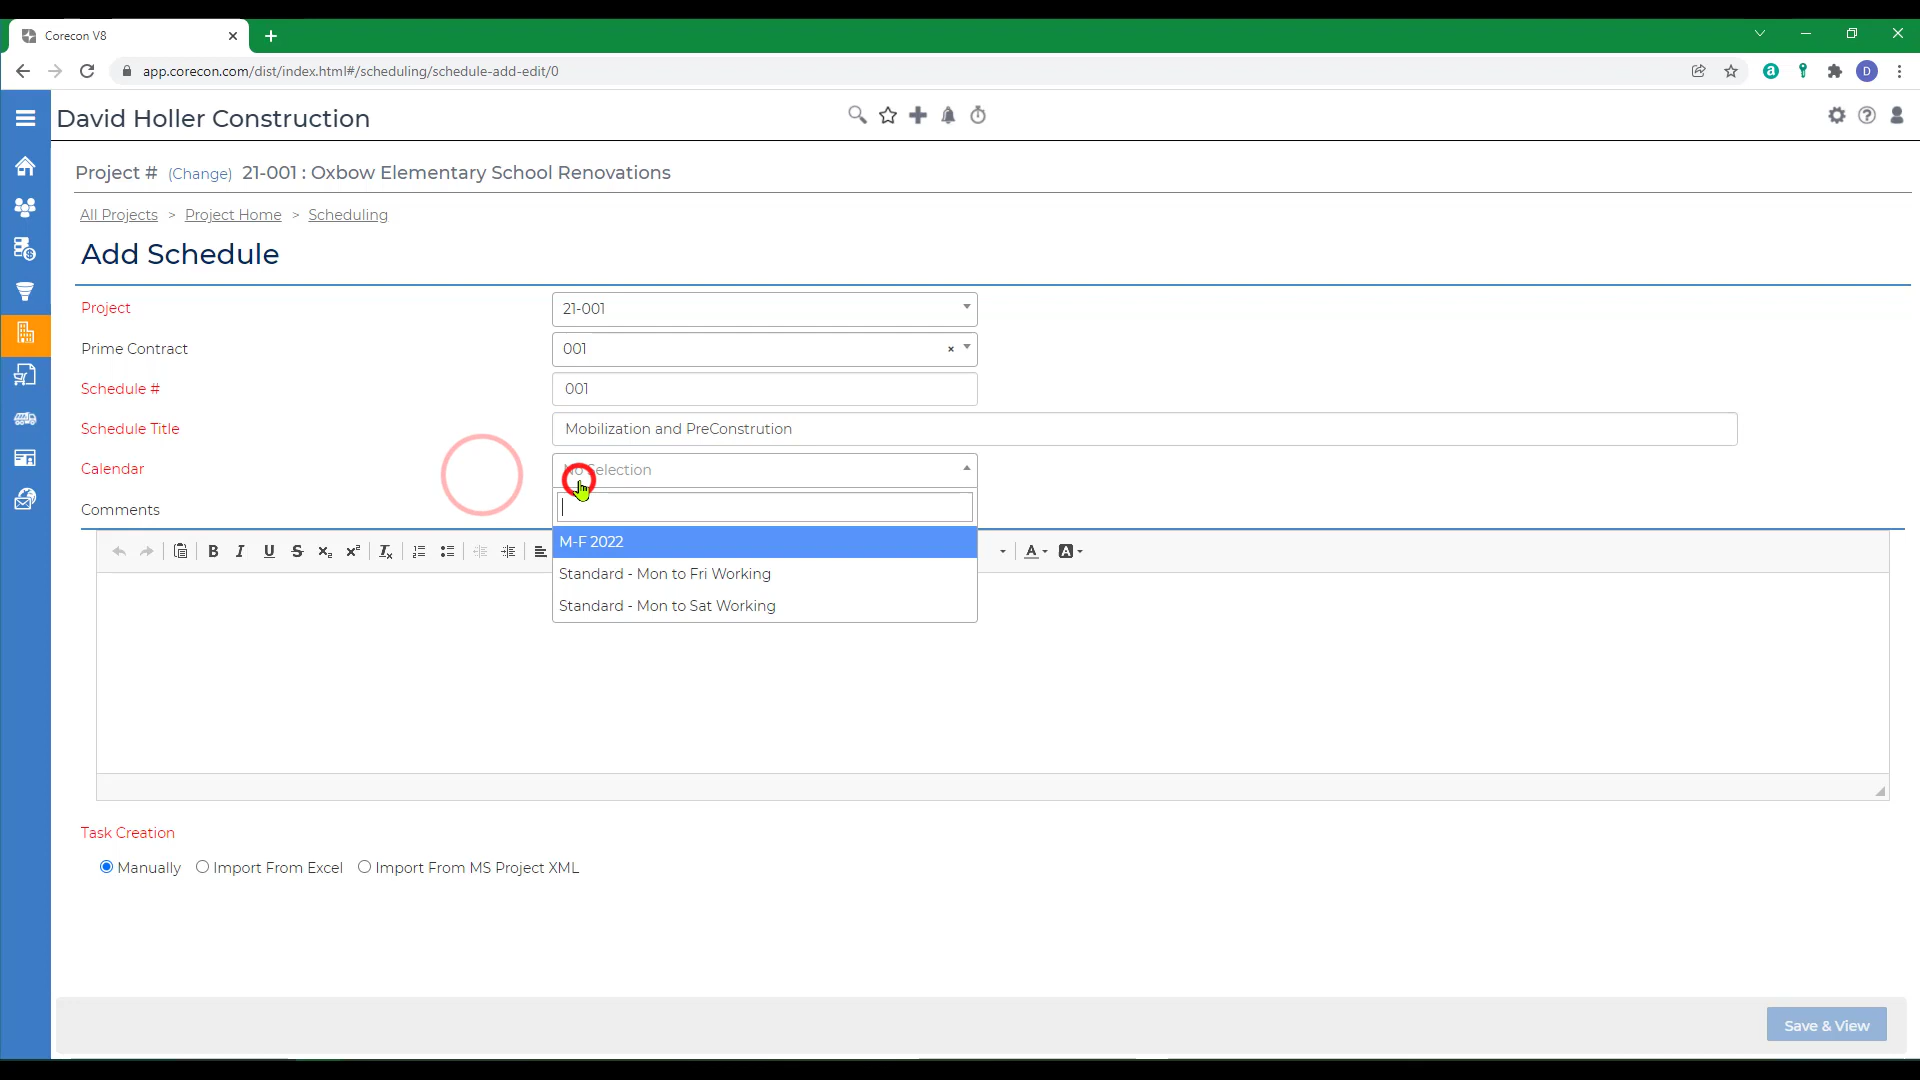 Corecon V8
app.corecon.com/dist/index.html#/scheduling/schedule-add-edit/0
D
David Holler Construction
Project # (Change) 21-001 : Oxbow Elementary School Renovations
All Projects > Project Home > Scheduling
Add Schedule
Project 21-001
Prime Contract 001 ×
Schedule # 001
Schedule Title Mobilization and PreConstrution
Calendar No Selection
Comments
M-F 2022
Standard - Mon to Fri Working
Standard - Mon to Sat Working
Task Creation
Manually Import From Excel Import From MS Project XML
Save & View